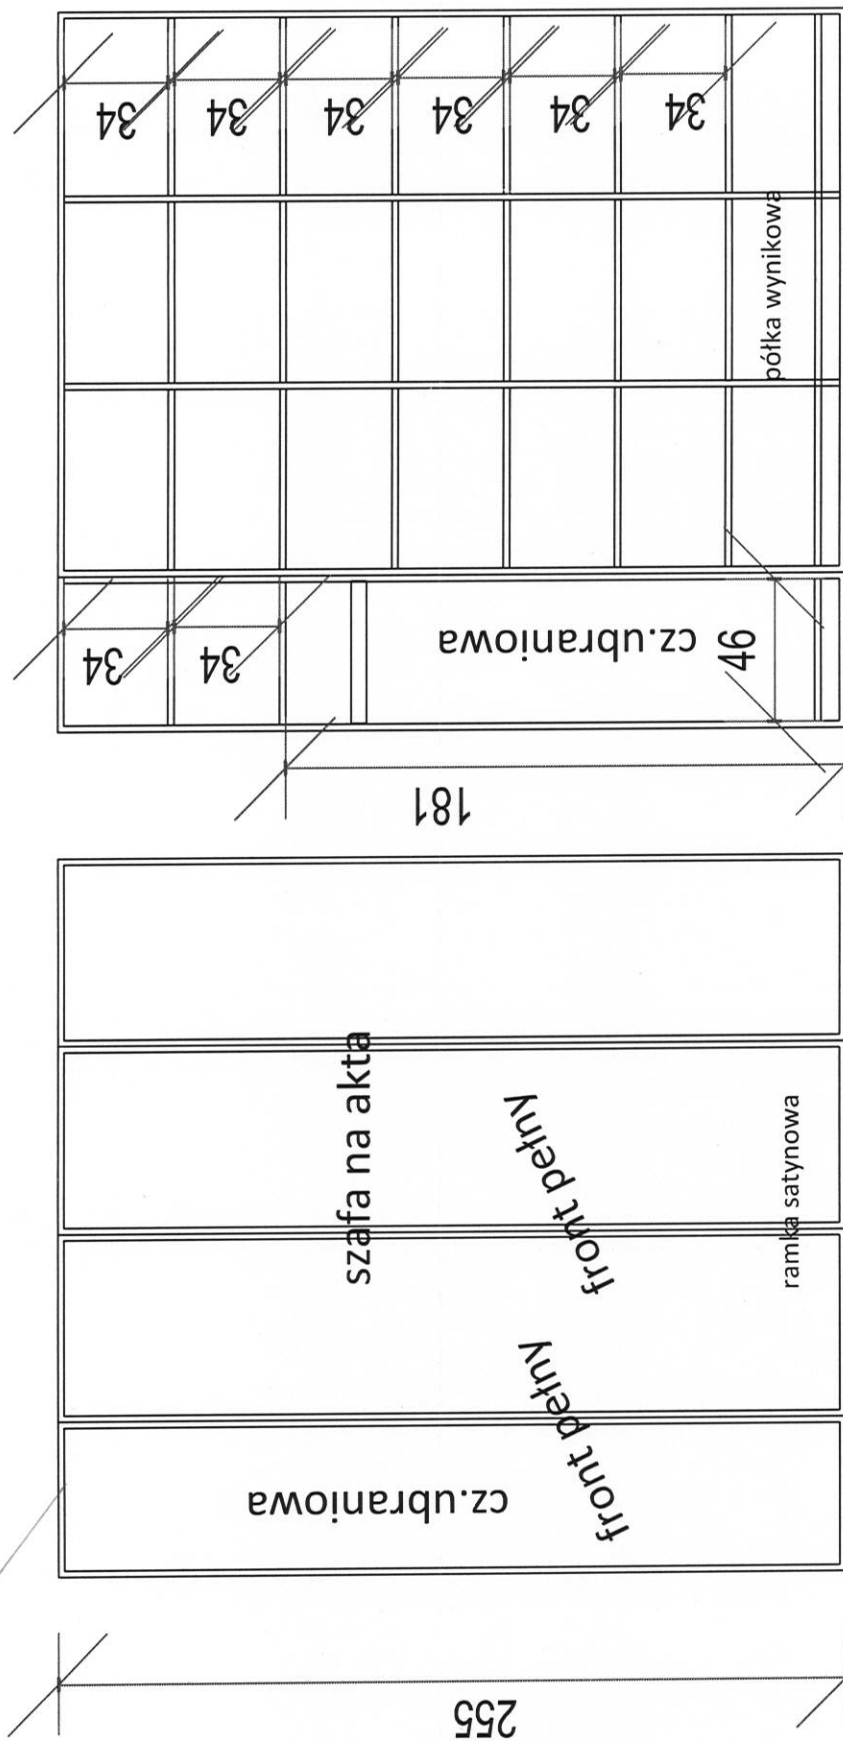 34
34
34
34
34
34
półka wynikowa
34
34
cz.ubraniowa
46
181
szafa na akta
front pełny
ramka satynowa
front pełny
cz.ubraniowa
255